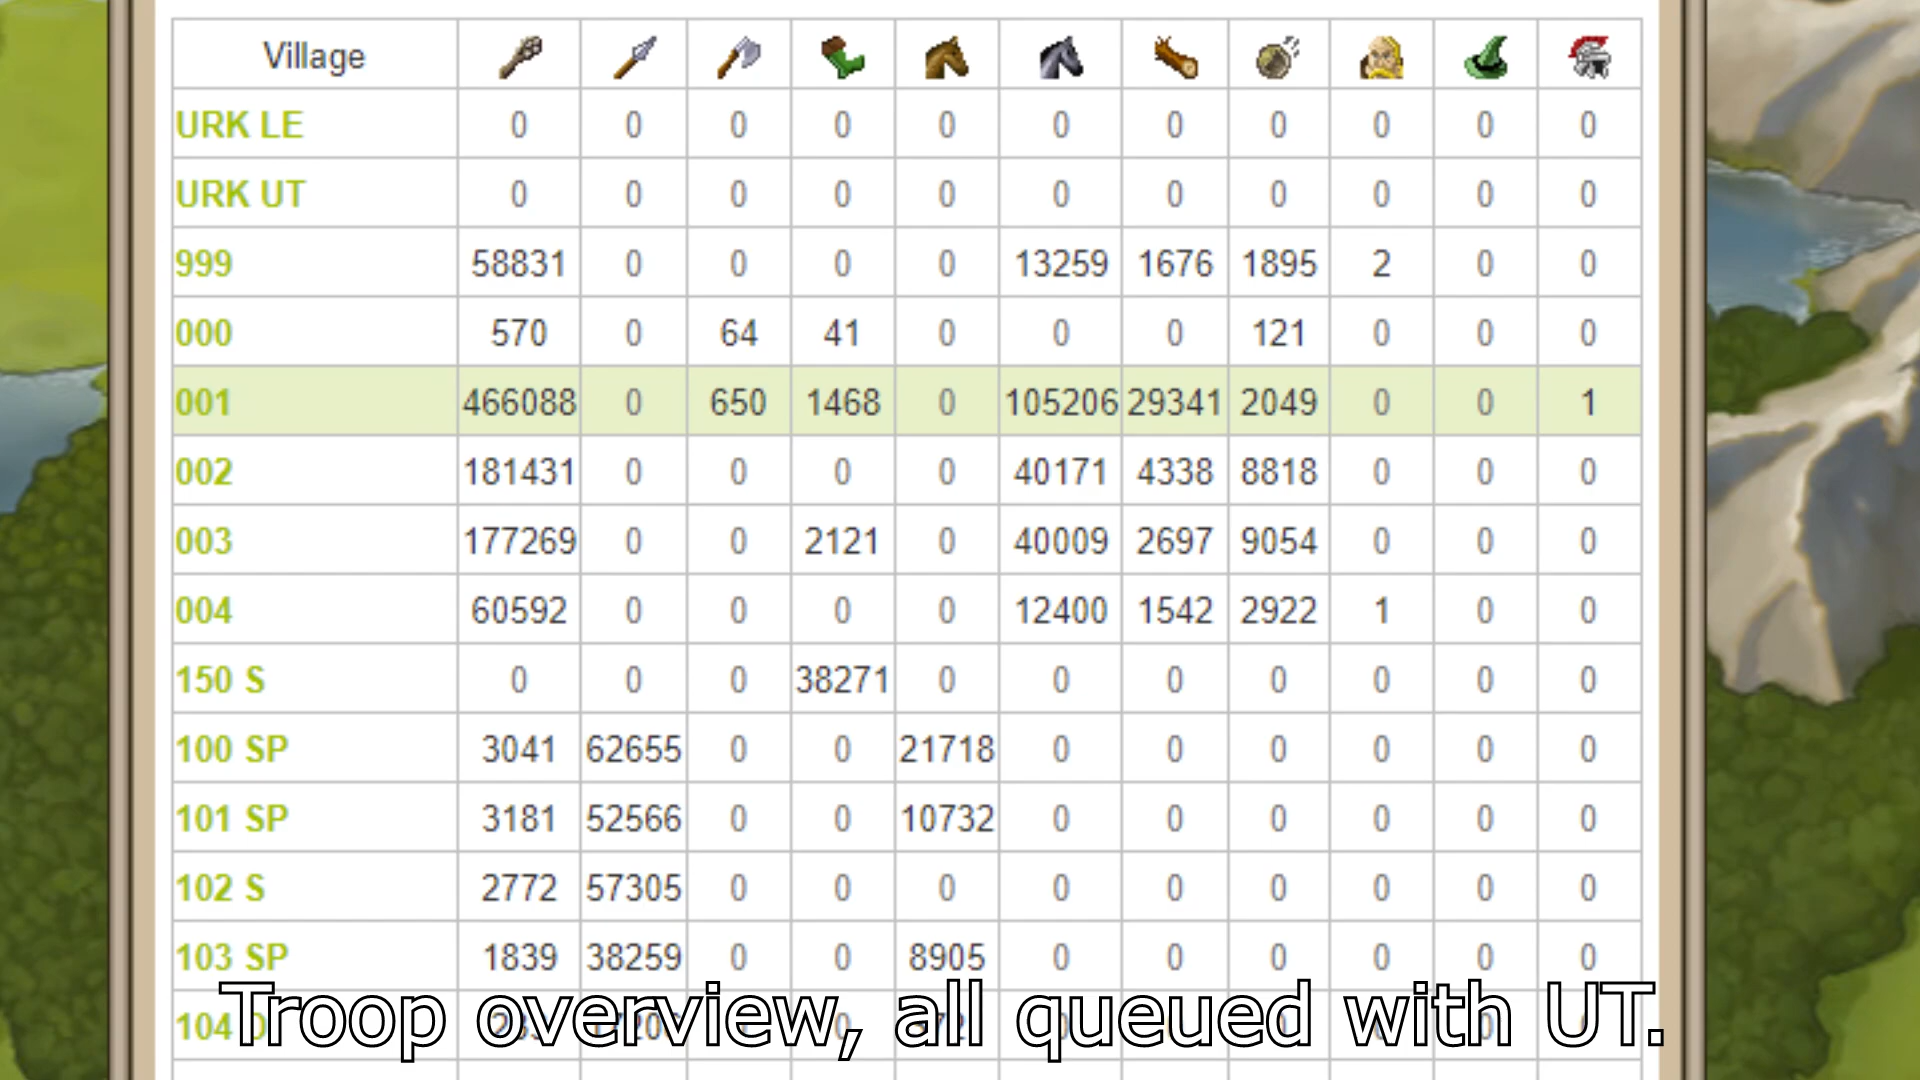 Village
URK LE 0 0 0 0 0 0 0 0 0 0 0
URK UT 0 0 0 0 0 0 0 0 0 0 0
999 58831 0 0 0 0 13259 1676 1895 2 0 0
000 570 0 64 41 0 0 0 121 0 0 0
001 466088 0 650 1468 0 105206 29341 2049 0 0 1
002 181431 0 0 0 0 40171 4338 8818 0 0 0
003 177269 0 0 2121 0 40009 2697 9054 0 0 0
004 60592 0 0 0 0 12400 1542 2922 1 0 0
150 S 0 0 0 38271 0 0 0 0 0 0 0
100 SP 3041 62655 0 0 21718 0 0 0 0 0 0
101 SP 3181 52566 0 0 10732 0 0 0 0 0 0
102 S 2772 57305 0 0 0 0 0 0 0 0 0
103 SP 1839 38259 0 0 8905 0 0 0 0 0 0
104
Troop overview, all queued with UT.